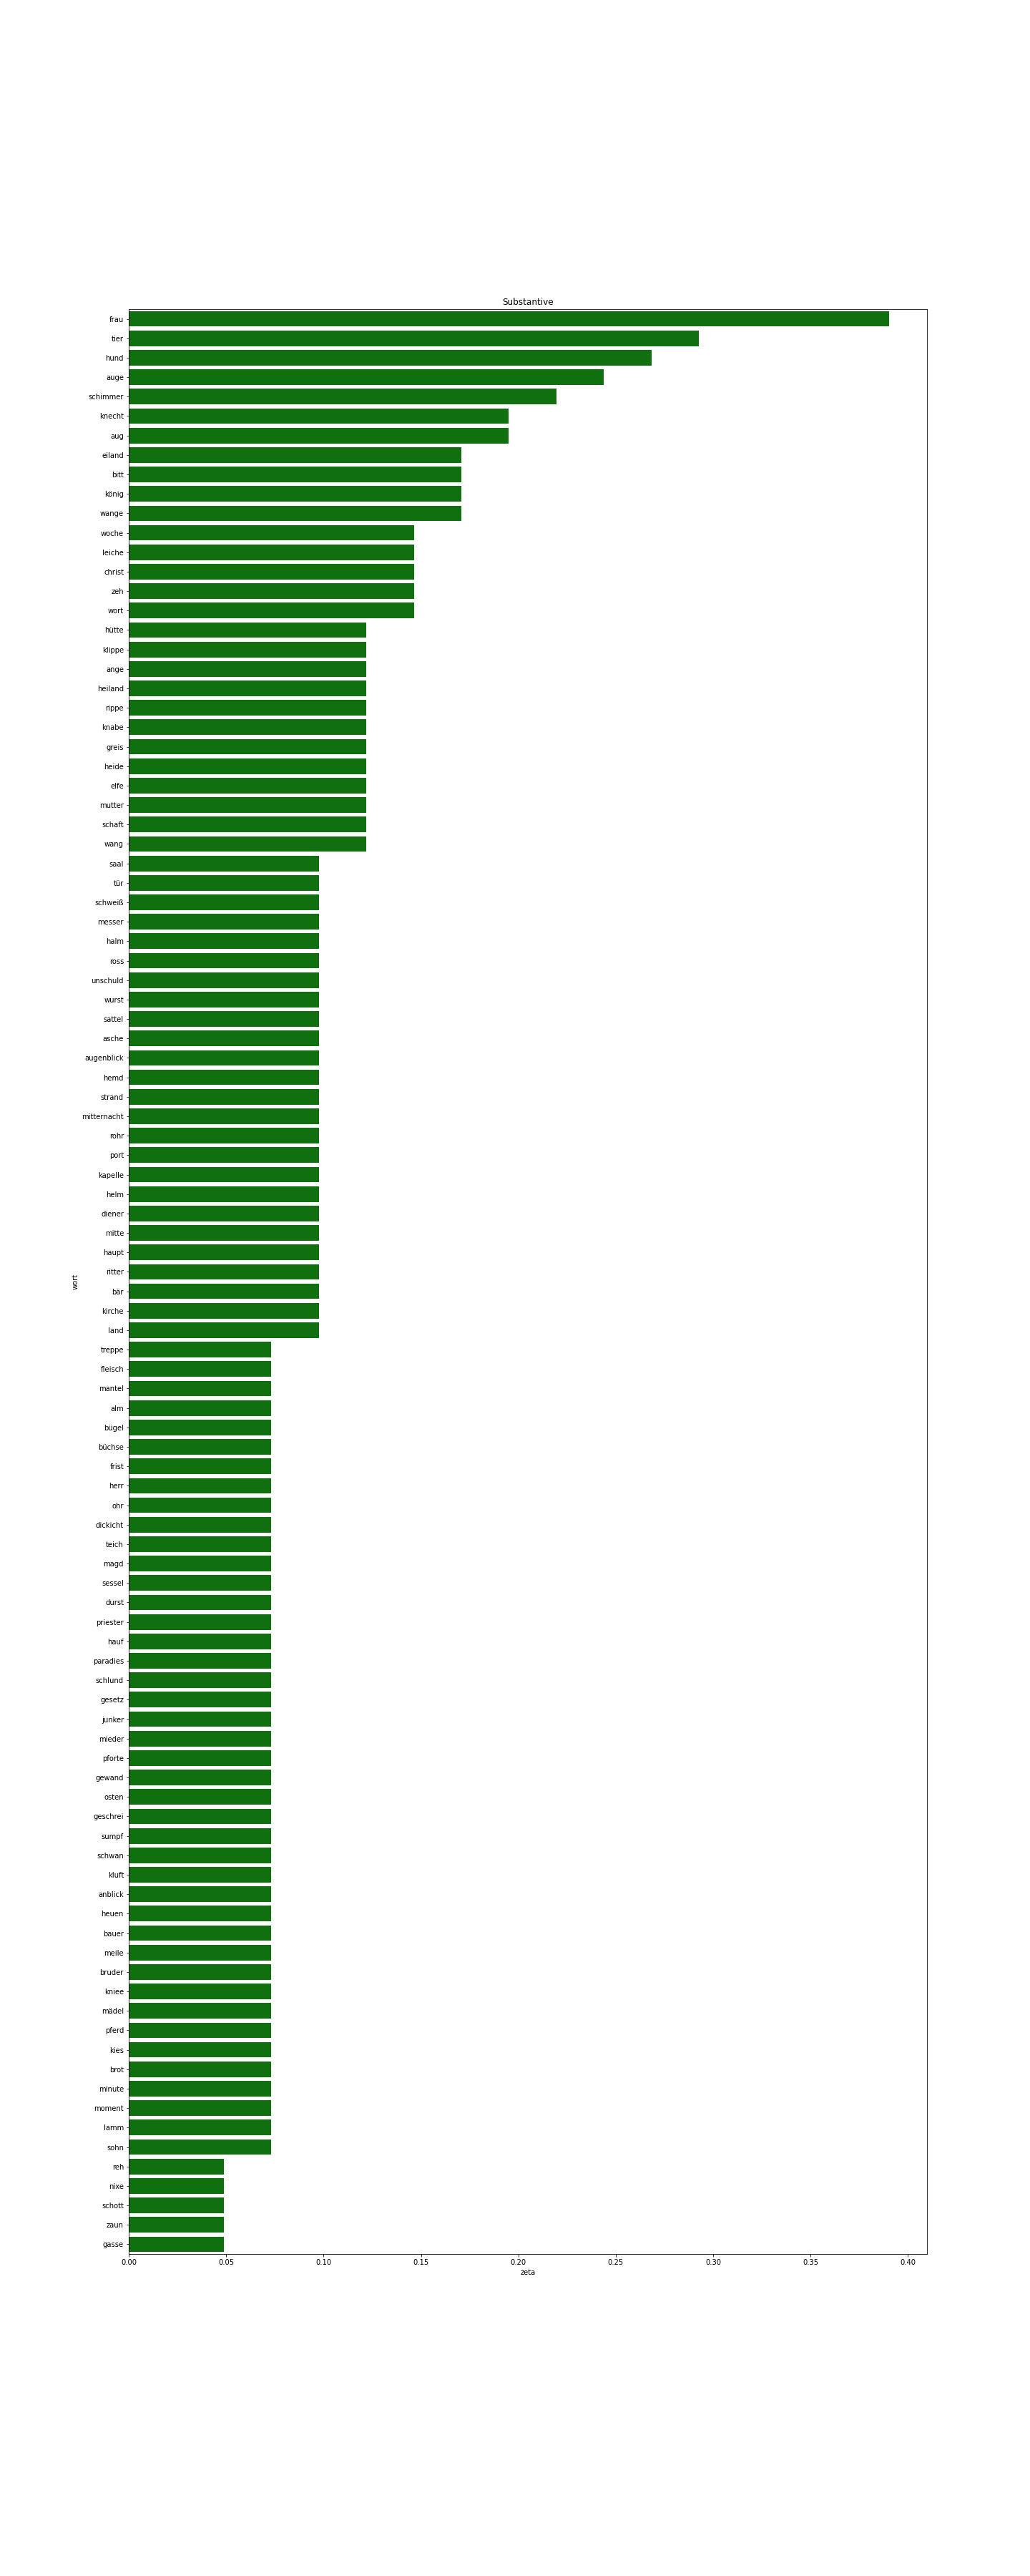 Substantive
frau
tier
hund
auge
schimmer
knecht
aug
eiland
bitt
könig
wange
woche
leiche
christ
zeh
wort
hütte
klippe
ange
heiland
rippe
knabe
greis
heide
elfe
mutter
schaft
wang
saal
tür
schweiß
messer
halm
ross
unschuld
wurst
sattel
asche
augenblick
hemd
strand
mitternacht
rohr
port
kapelle
helm
diener
mitte
haupt
ritter
bär
kirche
land
treppe
fleisch
mantel
alm
bügel
büchse
frist
herr
ohr
dickicht
teich
magd
sessel
durst
priester
hauf
paradies
schlund
gesetz
junker
mieder
pforte
gewand
osten
geschrei
sumpf
schwan
kluft
anblick
heuen
bauer
meile
bruder
kniee
mädel
pferd
kies
brot
minute
moment
lamm
sohn
reh
nixe
schott
zaun
gasse
wort
0.00 0.05 0.10 0.15 0.20 0.25 0.30 0.35 0.40
zeta